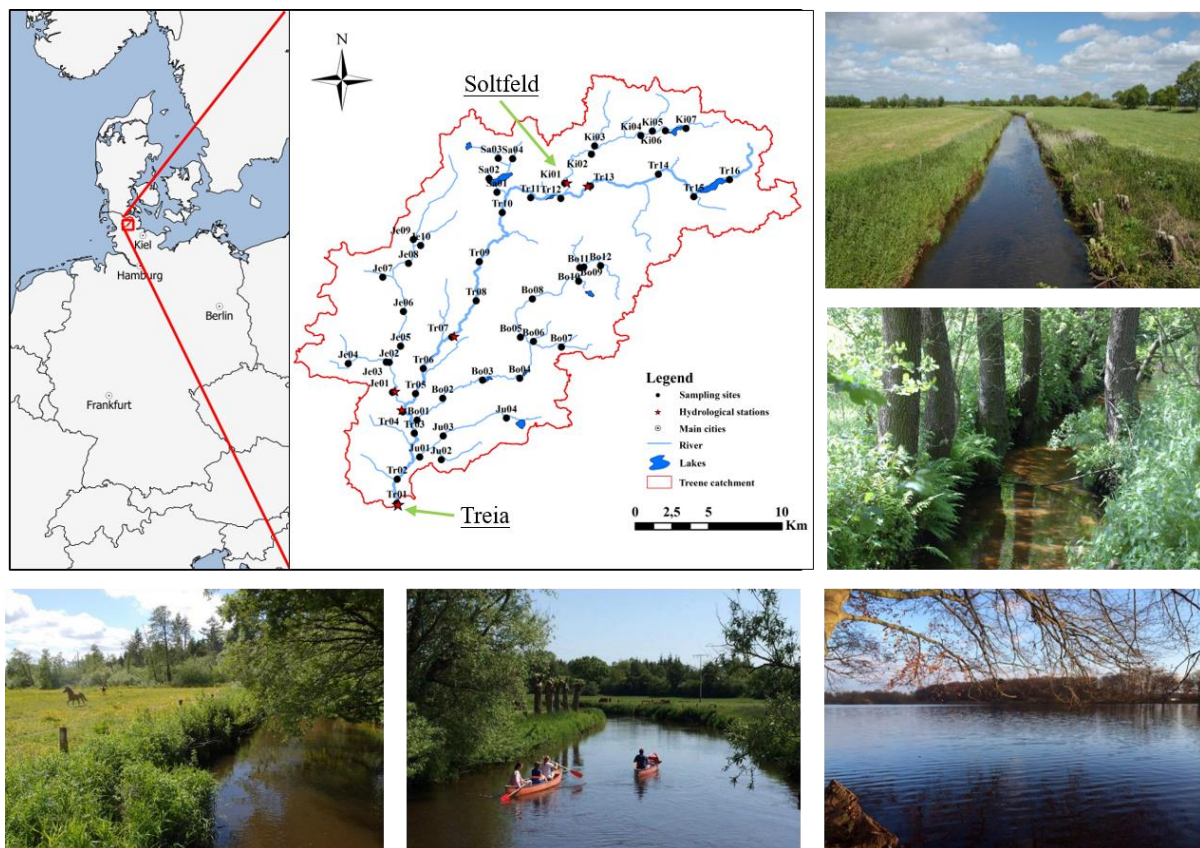 Kiel
Hamburg
Berlin
Frankfurt
N
Soltfeld
Ki05
Ki07
Ki04
Ki06
Ki03
Ki02
Ki01
Sa03
Sa04
Sa02
Sa01
Tr14
Tr16
Tr13
Tr15
Tr11
Tr12
Tr10
Je09
Je10
Je08
Je07
Tr09
Bo11
Bo12
Bo09
Bo10
Bo08
Tr08
Je06
Tr07
Bo05
Bo06
Bo07
Je05
Je02
Je04
Je03
Tr06
Bo03
Bo04
Je01
Tr05
Bo02
Bo01
Tr04
Tr03
Ju04
Ju03
Ju01
Ju02
Tr02
Tr01
Treia
Legend
Sampling sites
Hydrological stations
Main cities
River
Lakes
Treene catchment
0 2,5 5 10
Km